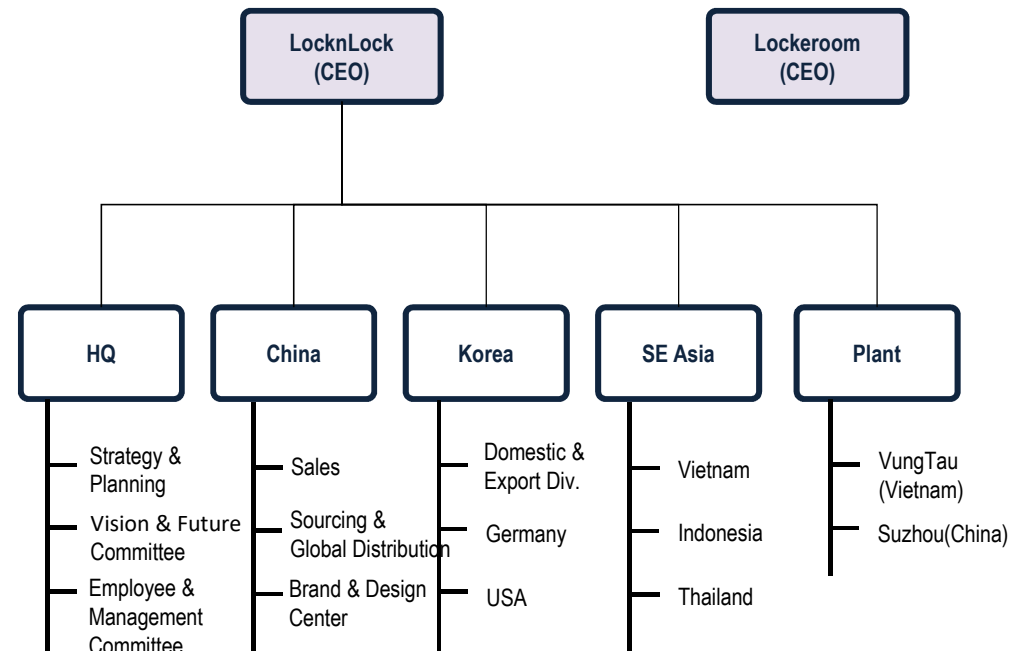 LocknLock
(CEO)
Lockeroom
(CEO)
HQ
China
Korea
SE Asia
Plant
Strategy &
Planning
Vision & Future
Committee
Employee &
Management
Committee
Sales
Sourcing &
Global Distribution
Brand & Design
Center
Domestic &
Export Div.
Germany
USA
Vietnam
Indonesia
Thailand
VungTau
(Vietnam)
Suzhou(China)